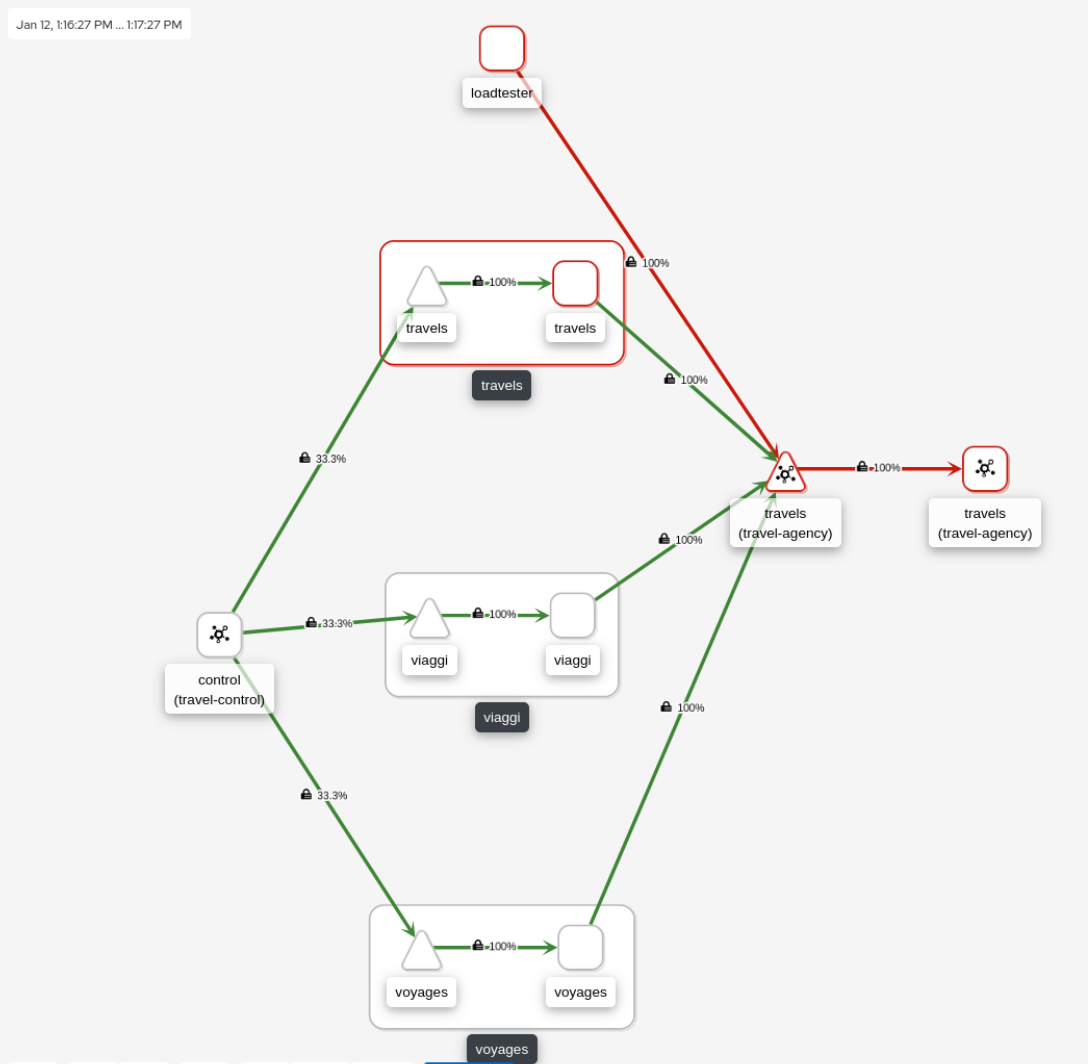 Jan 12, 1:16:27 PM ... 1:17:27 PM
loadtester
100%
100%
travels
travels
travels
100%
33.3%
100%
travels
(travel-agency)
travels
(travel-agency)
100%
33.3%
100%
viaggi
viaggi
viaggi
control
(travel-control)
100%
33.3%
100%
voyages
voyages
voyages